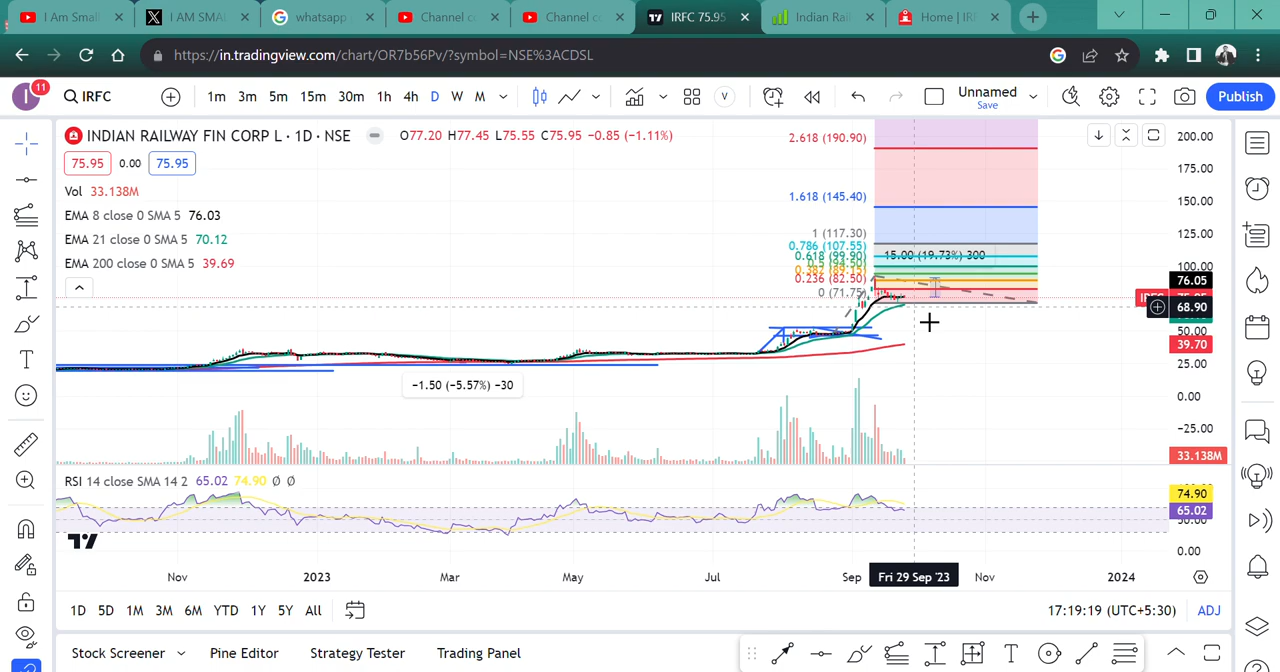 I Am Small
I AM SMAL
whatsapp
Channel co
Channel co
IRFC 75.95
Indian Rail
Home | IR
https://in.tradingview.com/chart/OR7b56Pv/?symbol=NSE%3ACDSL
I 11 IRFC 1m 3m 5m 15m 30m 1h 4h D W M V Unnamed Save Publish
INDIAN RAILWAY FIN CORP L · 1D · NSE O77.20 H77.45 L75.55 C75.95 −0.85 (−1.11%)
75.95 0.00 75.95
Vol 33.138M
EMA 8 close 0 SMA 5 76.03
EMA 21 close 0 SMA 5 70.12
EMA 200 close 0 SMA 5 39.69
2.618 (190.90)
1.618 (145.40)
1 (117.30)
0.786 (107.55)
0.618 (99.90)
0.382 (89.15)
0.236 (82.50)
0 (71.75)
15.00 (19.73%) 300
−1.50 (−5.57%) −30
200.00
175.00
150.00
125.00
100.00
76.05
68.90
50.00
39.70
25.00
0.00
−25.00
33.138M
RSI 14 close SMA 14 2 65.02 74.90 Ø Ø
74.90
65.02
0.00
Nov 2023 Mar May Jul Sep Fri 29 Sep '23 Nov 2024
1D 5D 1M 3M 6M YTD 1Y 5Y All 17:19:19 (UTC+5:30) ADJ
Stock Screener Pine Editor Strategy Tester Trading Panel